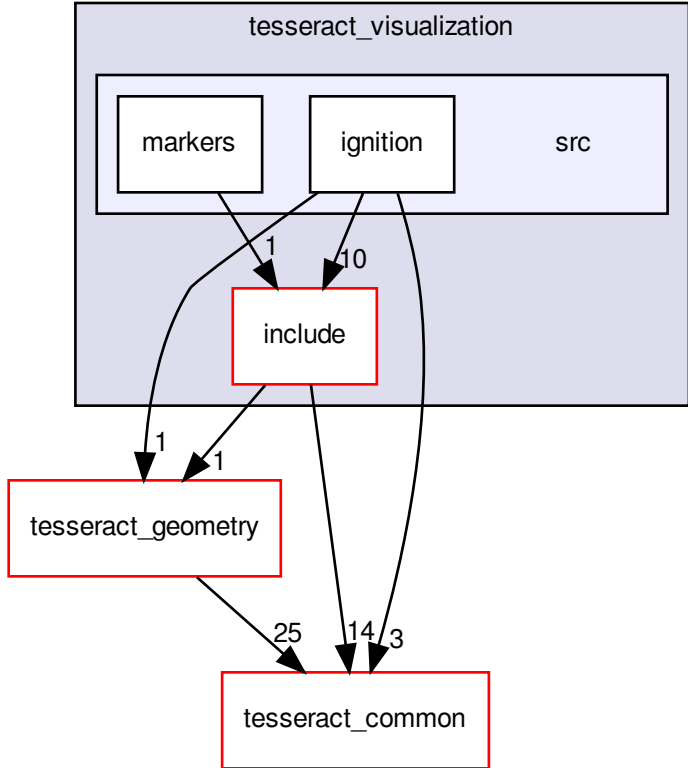 tesseract_visualization
markers
ignition
src
1
10
include
1
1
tesseract_geometry
25
14
3
tesseract_common